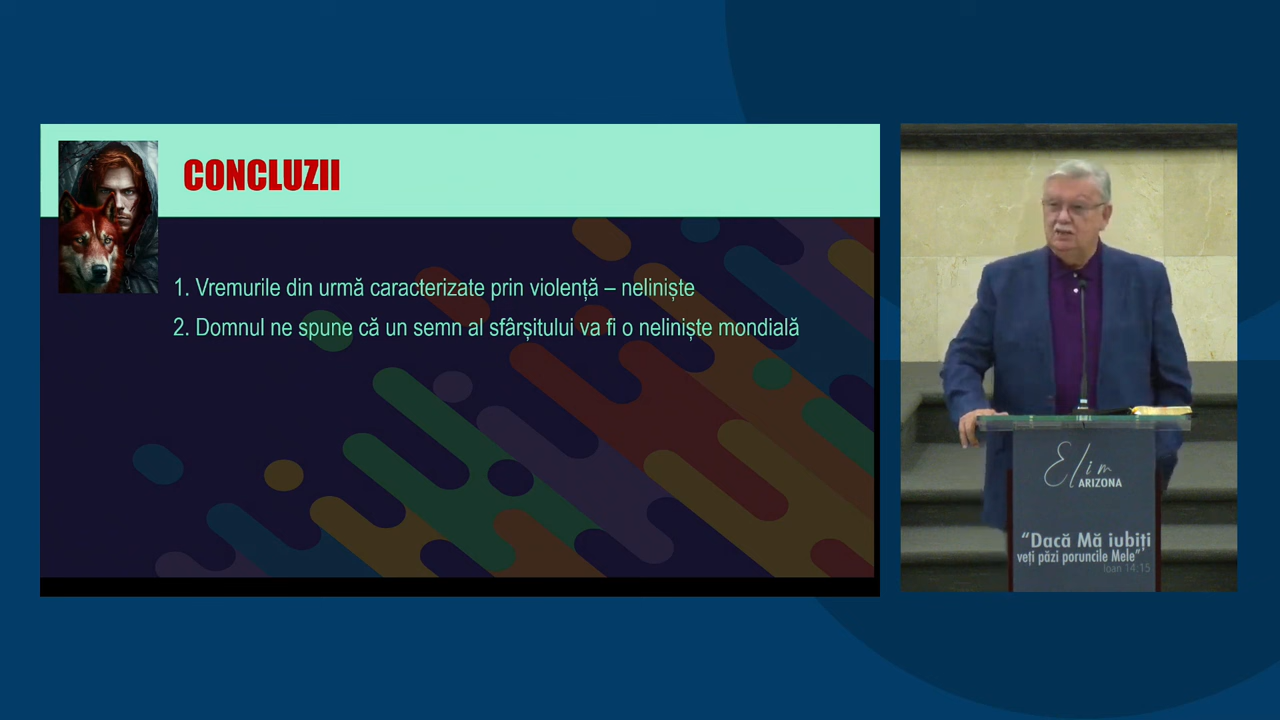 CONCLUZII
1. Vremurile din urmă caracterizate prin violență – neliniște
2. Domnul ne spune că un semn al sfârșitului va fi o neliniște mondială
Elim
ARIZONA
“Dacă Mă iubiți
veți păzi poruncile Mele”
Ioan 14:15